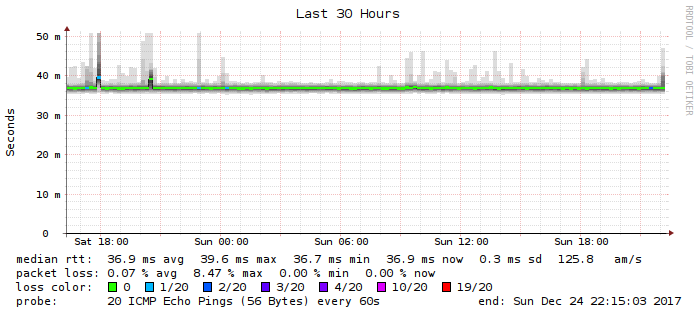 Last 30 Hours
RRDTOOL / TOBI OETIKER
Seconds
50 m
40 m
30 m
20 m
10 m
0
Sat 18:00 Sun 00:00 Sun 06:00 Sun 12:00 Sun 18:00
median rtt: 36.9 ms avg 39.6 ms max 36.7 ms min 36.9 ms now 0.3 ms sd 125.8 am/s
packet loss: 0.07 % avg 8.47 % max 0.00 % min 0.00 % now
loss color: 0 1/20 2/20 3/20 4/20 10/20 19/20
probe: 20 ICMP Echo Pings (56 Bytes) every 60s end: Sun Dec 24 22:15:03 2017